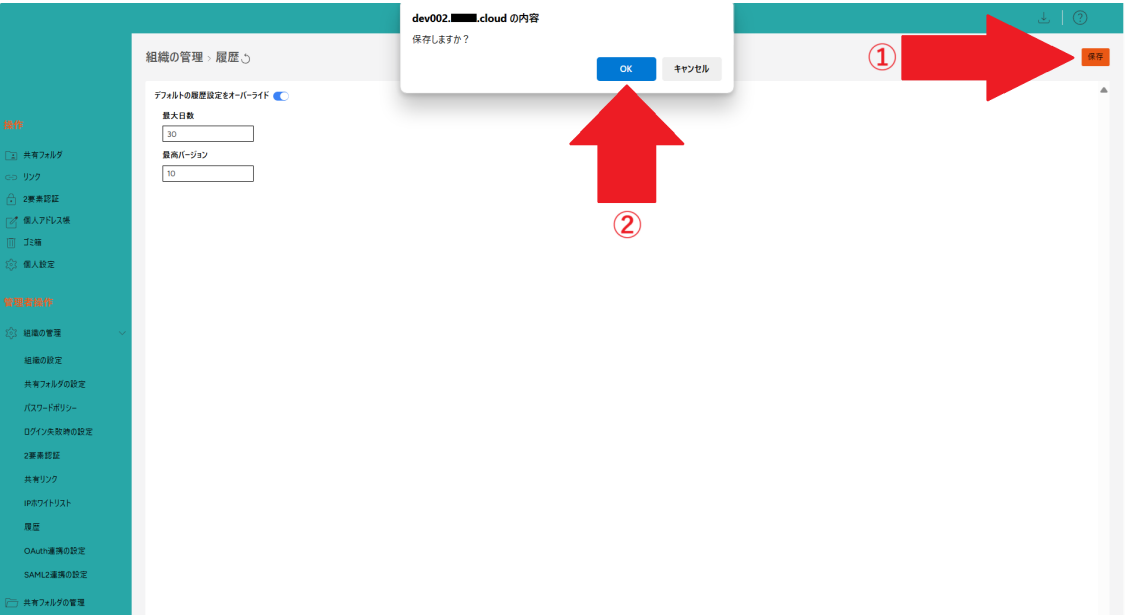 dev002.
.cloud の内容
保存しますか？
OK
キャンセル
①
保存
②
組織の管理 › 履歴
デフォルトの履歴設定をオーバーライド
最大日数
30
最高バージョン
10
操作
共有フォルダ
リンク
2要素認証
個人アドレス帳
ゴミ箱
個人設定
管理者操作
組織の管理
組織の設定
共有フォルダの設定
パスワードポリシー
ログイン失敗時の設定
2要素認証
共有リンク
IPホワイトリスト
履歴
OAuth連携の設定
SAML2連携の設定
共有フォルダの管理